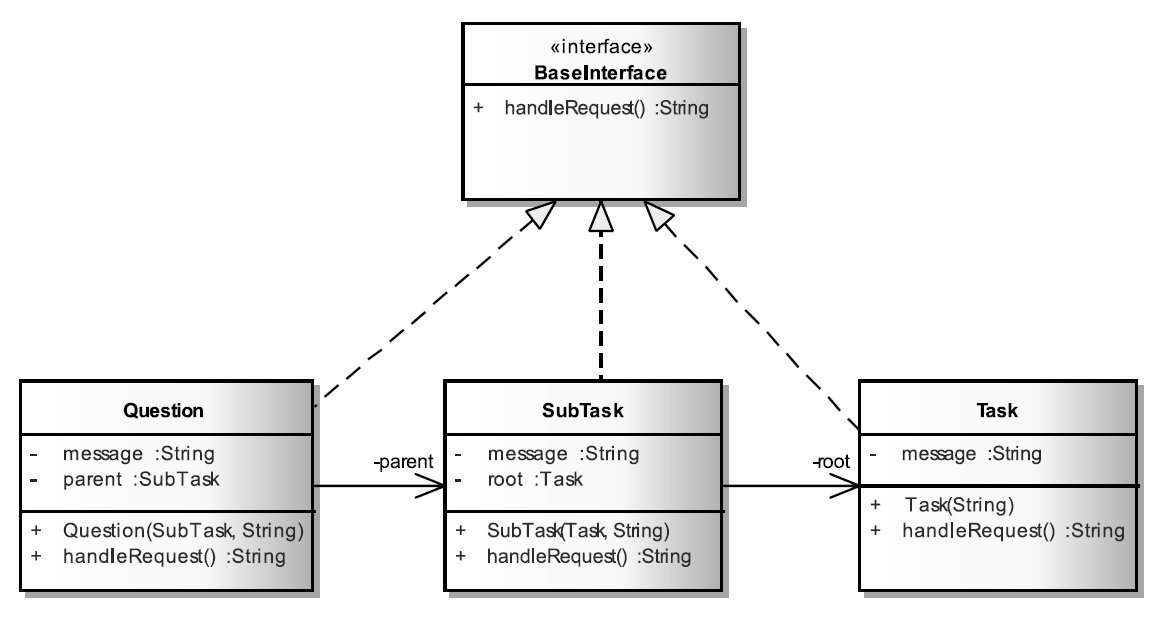 «interface»
BaseInterface
+ handleRequest() :String
Question
- message :String
- parent :SubTask
+ Question(SubTask, String)
+ handleRequest() :String
-parent
SubTask
- message :String
- root :Task
+ SubTask(Task, String)
+ handleRequest() :String
-root
Task
- message :String
+ Task(String)
+ handleRequest() :String